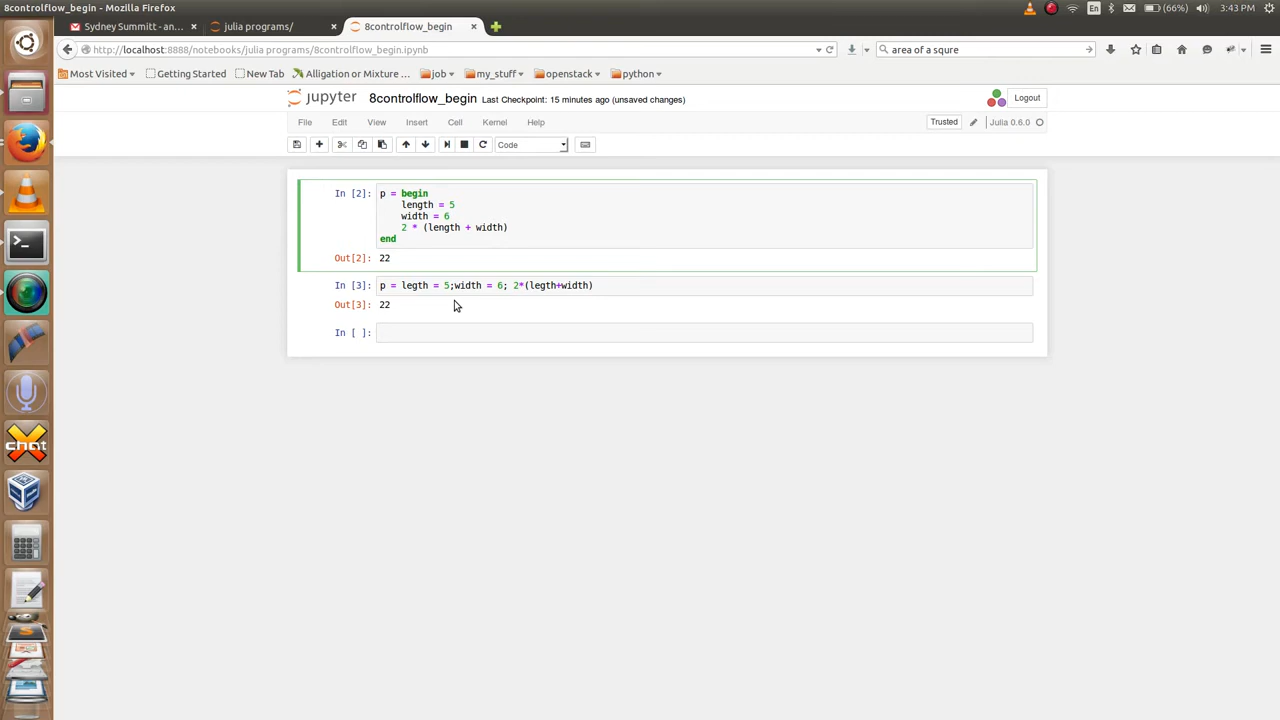 8controlflow_begin - Mozilla Firefox
En (66%) 3:43 PM
Sydney Summitt - an... × julia programs/ × 8controlflow_begin ×
http://localhost:8888/notebooks/julia programs/8controlflow_begin.ipynb area of a squre
Most Visited Getting Started New Tab Alligation or Mixture ... job my_stuff openstack python
jupyter 8controlflow_begin Last Checkpoint: 15 minutes ago (unsaved changes) Logout
File Edit View Insert Cell Kernel Help Trusted Julia 0.6.0
Code
In [2]: p = begin
length = 5
width = 6
2 * (length + width)
end
Out[2]: 22
In [3]: p = legth = 5;width = 6; 2*(legth+width)
Out[3]: 22
In [ ]:
chat